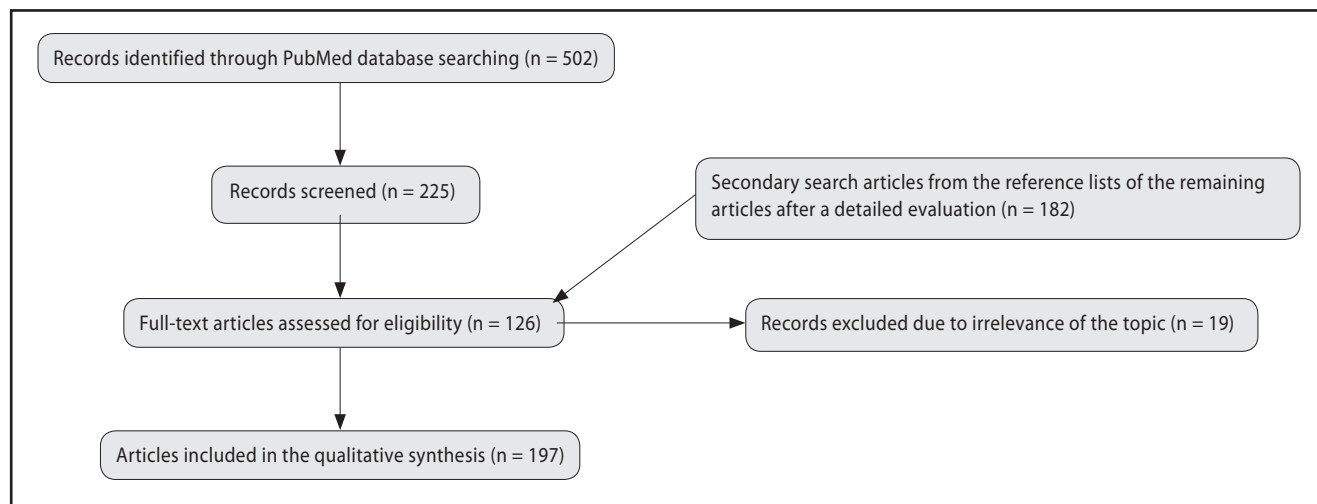 Records identified through PubMed database searching (n = 502)
Records screened (n = 225)
Secondary search articles from the reference lists of the remaining
articles after a detailed evaluation (n = 182)
Full-text articles assessed for eligibility (n = 126)
Records excluded due to irrelevance of the topic (n = 19)
Articles included in the qualitative synthesis (n = 197)